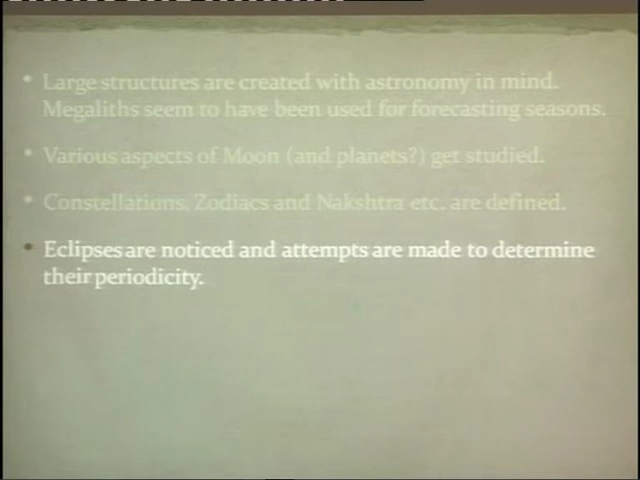 • Large structures are created with astronomy in mind.
Megaliths seem to have been used for forecasting seasons.
• Various aspects of Moon (and planets?) get studied.
• Constellations, Zodiacs and Nakshtra etc. are defined.
• Eclipses are noticed and attempts are made to determine
their periodicity.